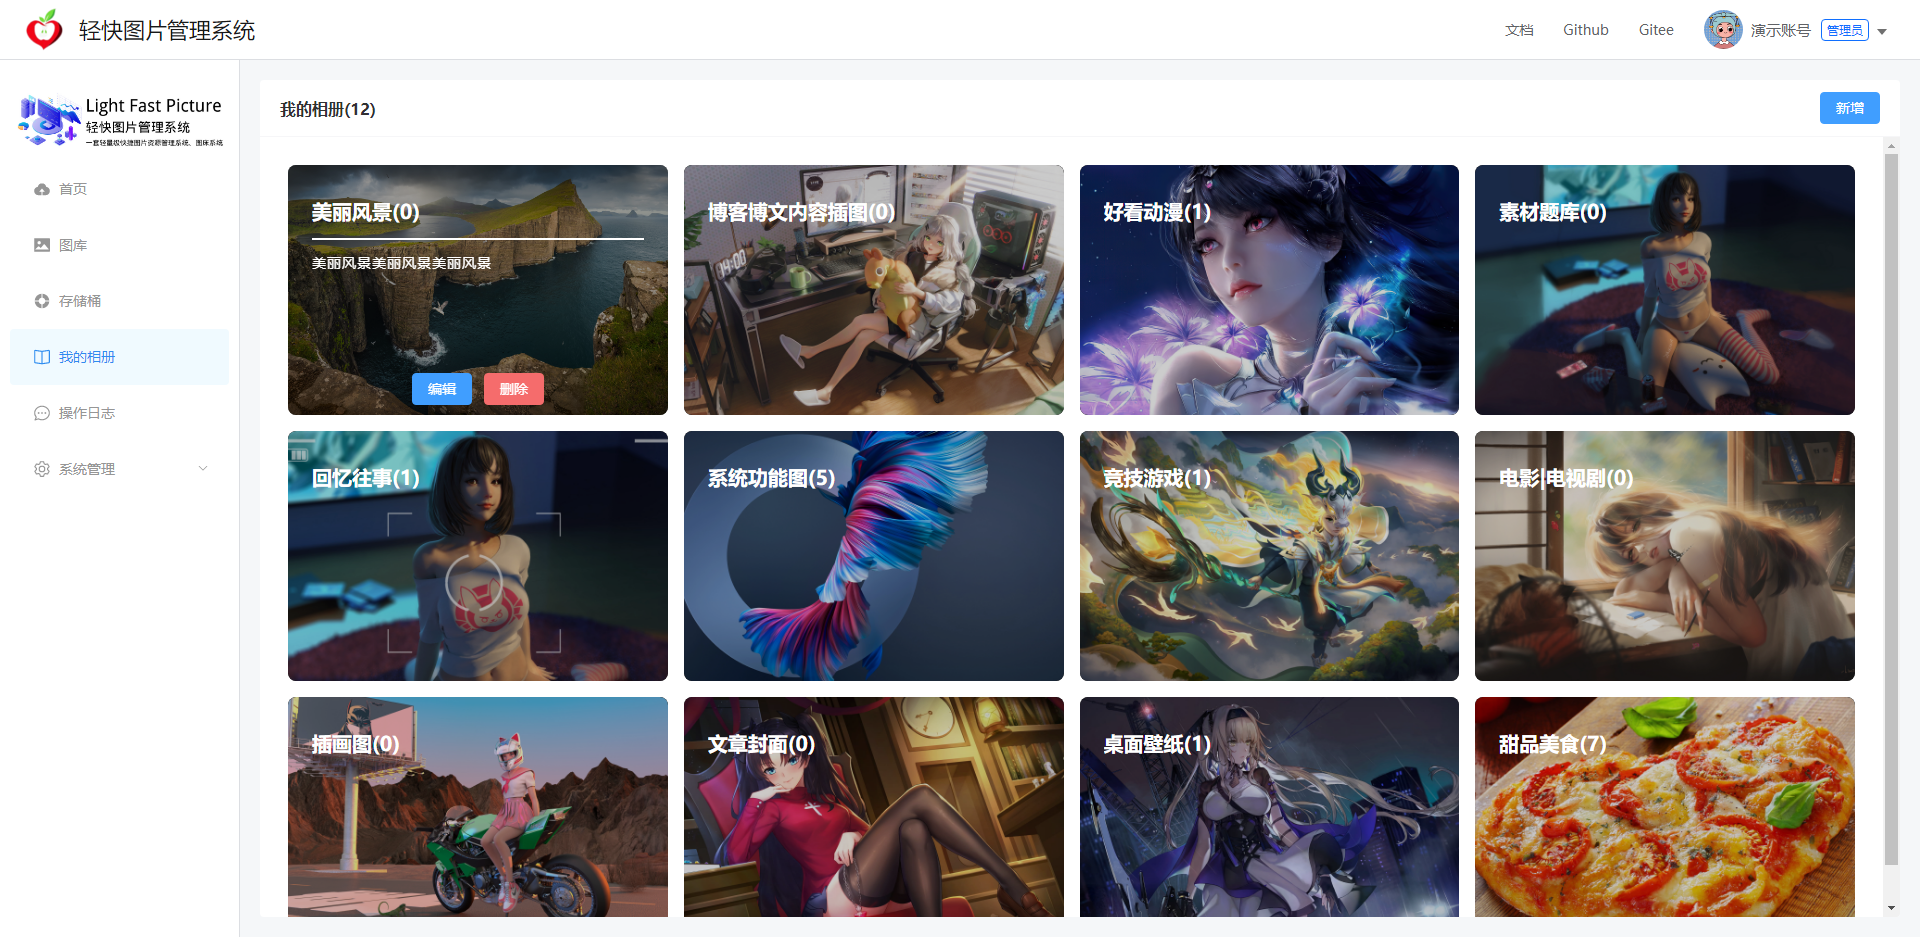 轻快图片管理系统
文档
Github
Gitee
演示账号
管理员
Light Fast Picture
轻快图片管理系统
一套轻量级快捷图片资源管理系统、图床系统
首页
图库
存储桶
我的相册
操作日志
系统管理
我的相册(12)
新增
美丽风景(0)
美丽风景美丽风景美丽风景
编辑
删除
博客博文内容插图(0)
14:00
好看动漫(1)
素材题库(0)
回忆往事(1)
系统功能图(5)
竞技游戏(1)
电影|电视剧(0)
插画图(0)
文章封面(0)
桌面壁纸(1)
甜品美食(7)